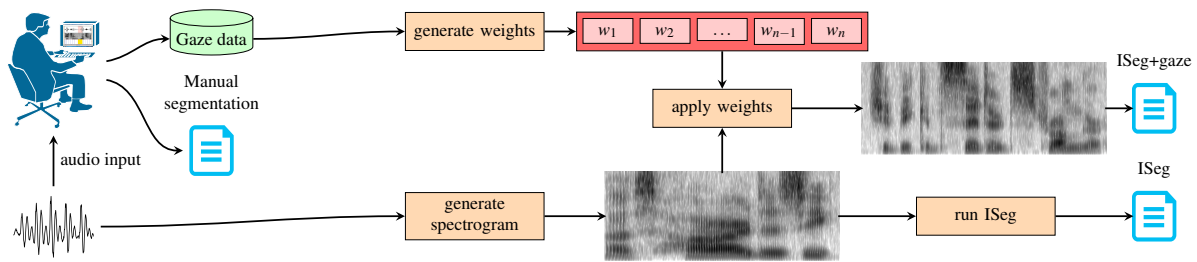 Gaze data
generate weights
w1 w2 ... wn−1 wn
ISeg+gaze
Manual
segmentation
apply weights
audio input
ISeg
generate
spectrogram
run ISeg